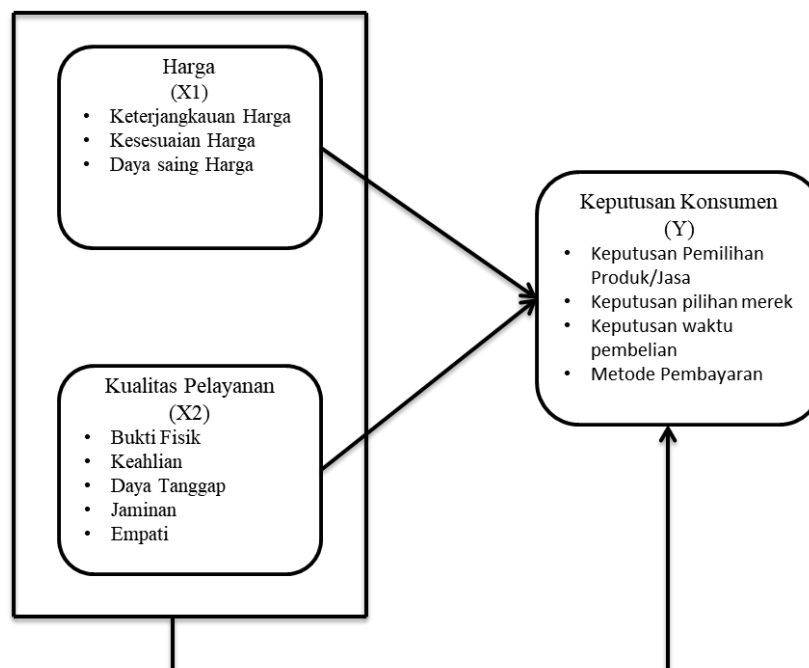 Harga
(X1)
• Keterjangkauan Harga
• Kesesuaian Harga
• Daya saing Harga
Kualitas Pelayanan
(X2)
• Bukti Fisik
• Keahlian
• Daya Tanggap
• Jaminan
• Empati
Keputusan Konsumen
(Y)
• Keputusan Pemilihan
Produk/Jasa
• Keputusan pilihan merek
• Keputusan waktu
pembelian
• Metode Pembayaran